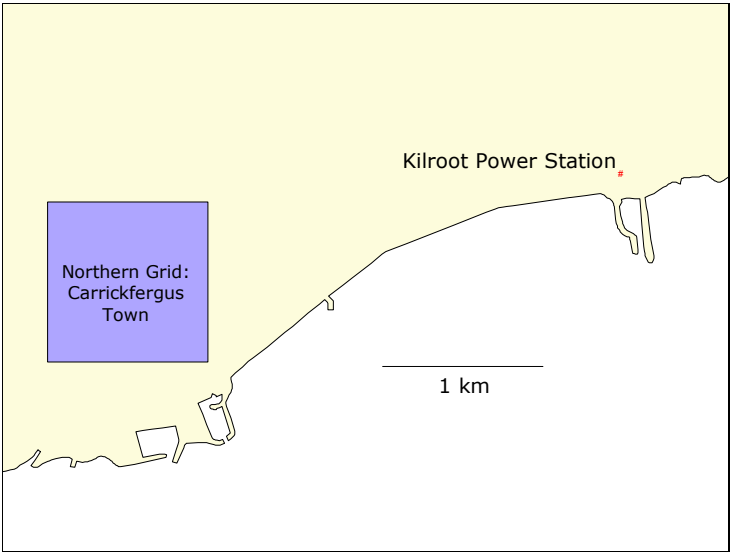 Kilroot Power Station
#
Northern Grid:
Carrickfergus
Town
1 km